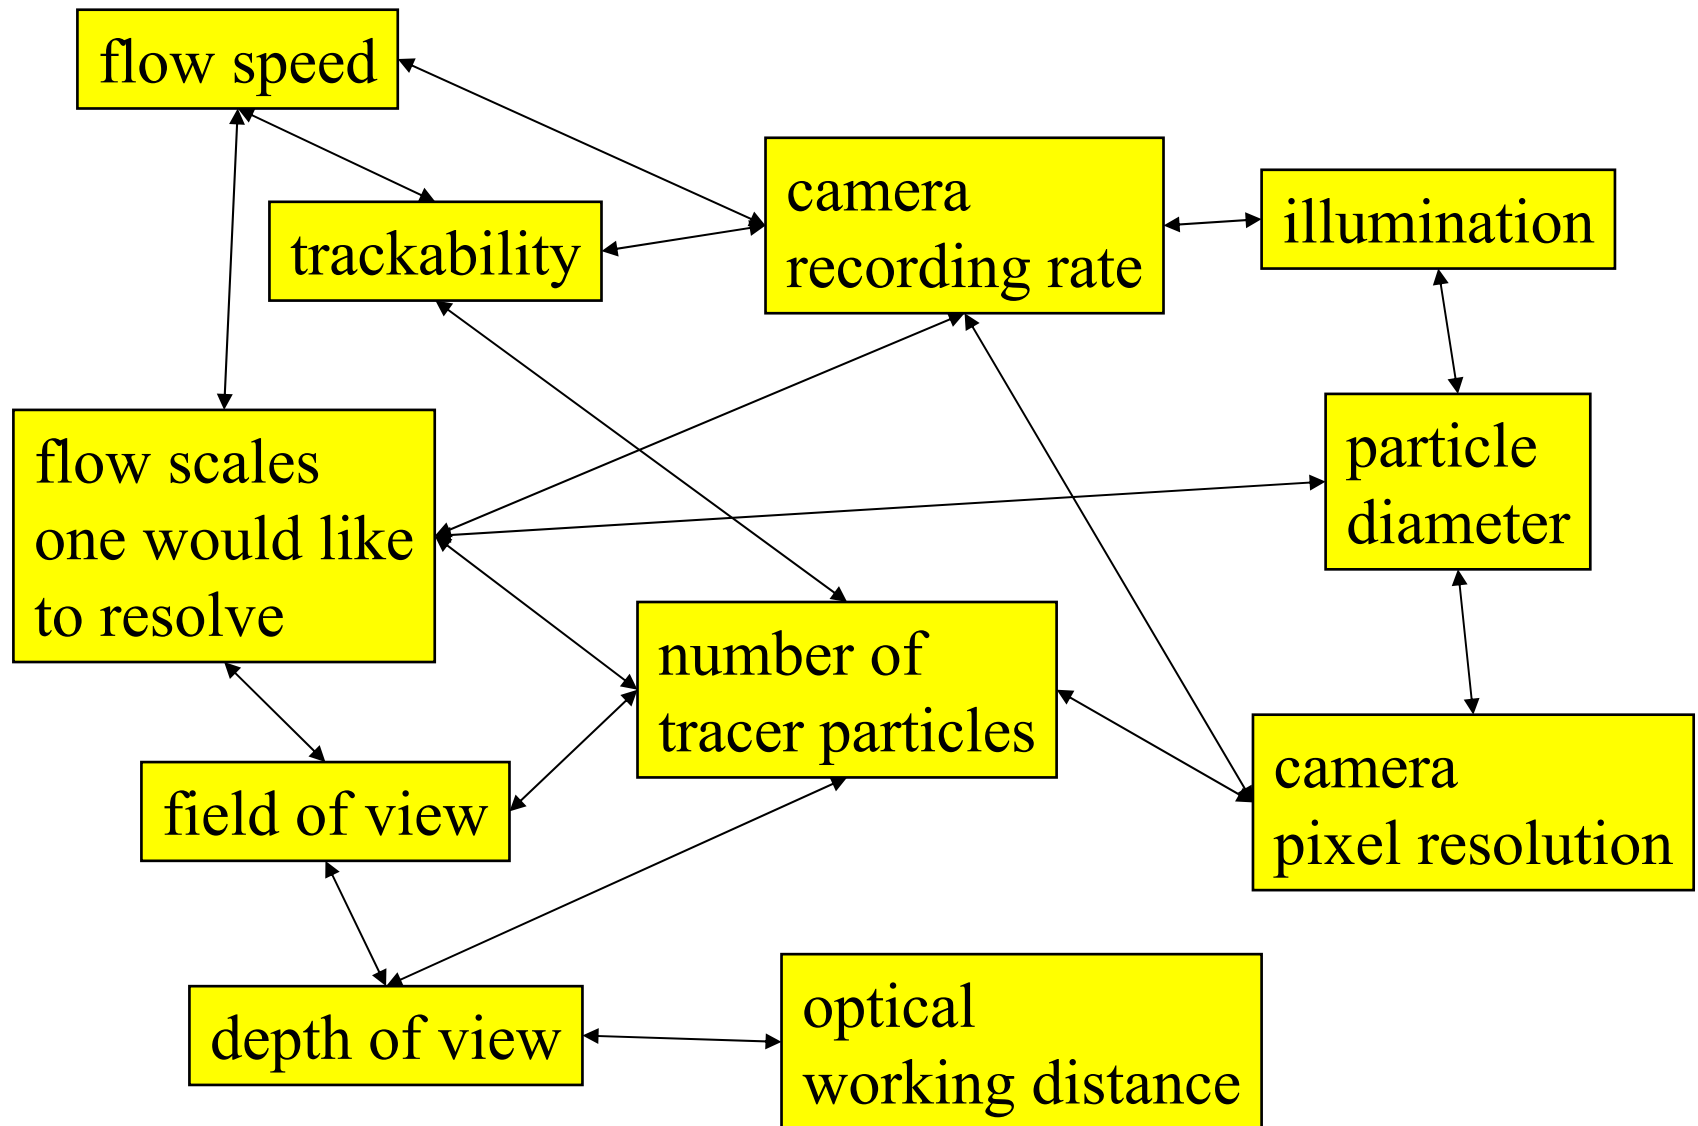 flow speed
trackability
camera
recording rate
illumination
flow scales
one would like
to resolve
particle
diameter
number of
tracer particles
field of view
camera
pixel resolution
depth of view
optical
working distance